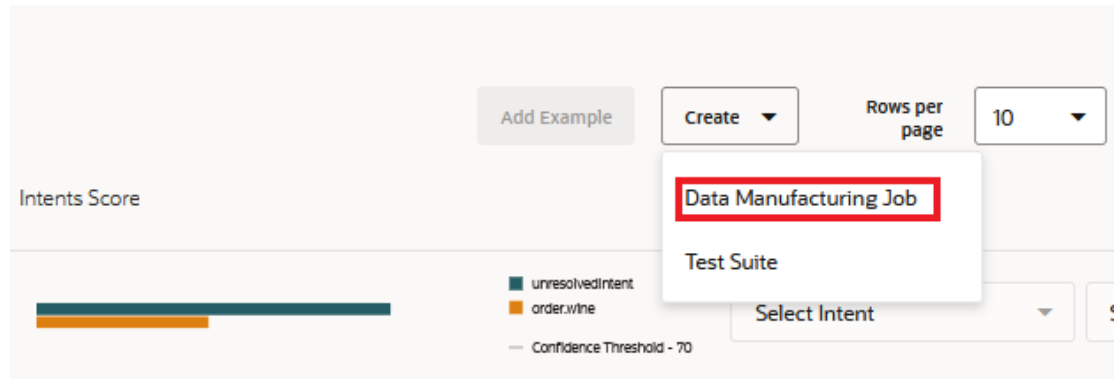 Add Example
Create
Rows per
page
10
Intents Score
Data Manufacturing Job
Test Suite
unresolvedIntent
order.wine
Confidence Threshold - 70
Select Intent